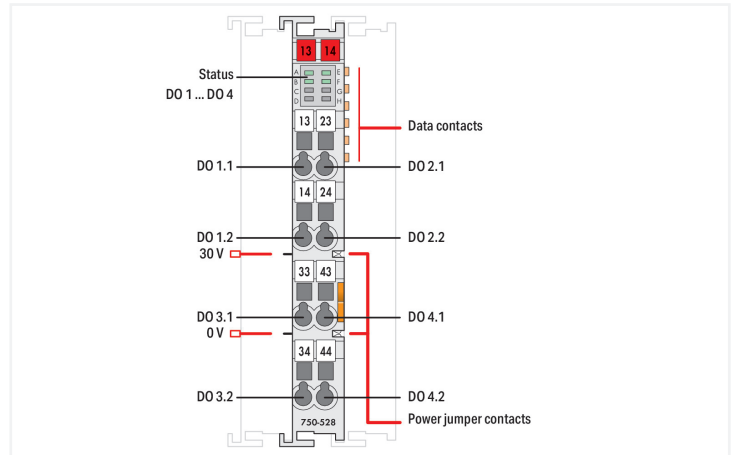 13 14
Status
DO 1 ... DO 4
A E
B F
C G
D H
13 23
Data contacts
DO 1.1 DO 2.1
14 24
DO 1.2 DO 2.2
30 V
33 43
DO 3.1 DO 4.1
0 V
34 44
DO 3.2 DO 4.2
Power jumper contacts
750-528